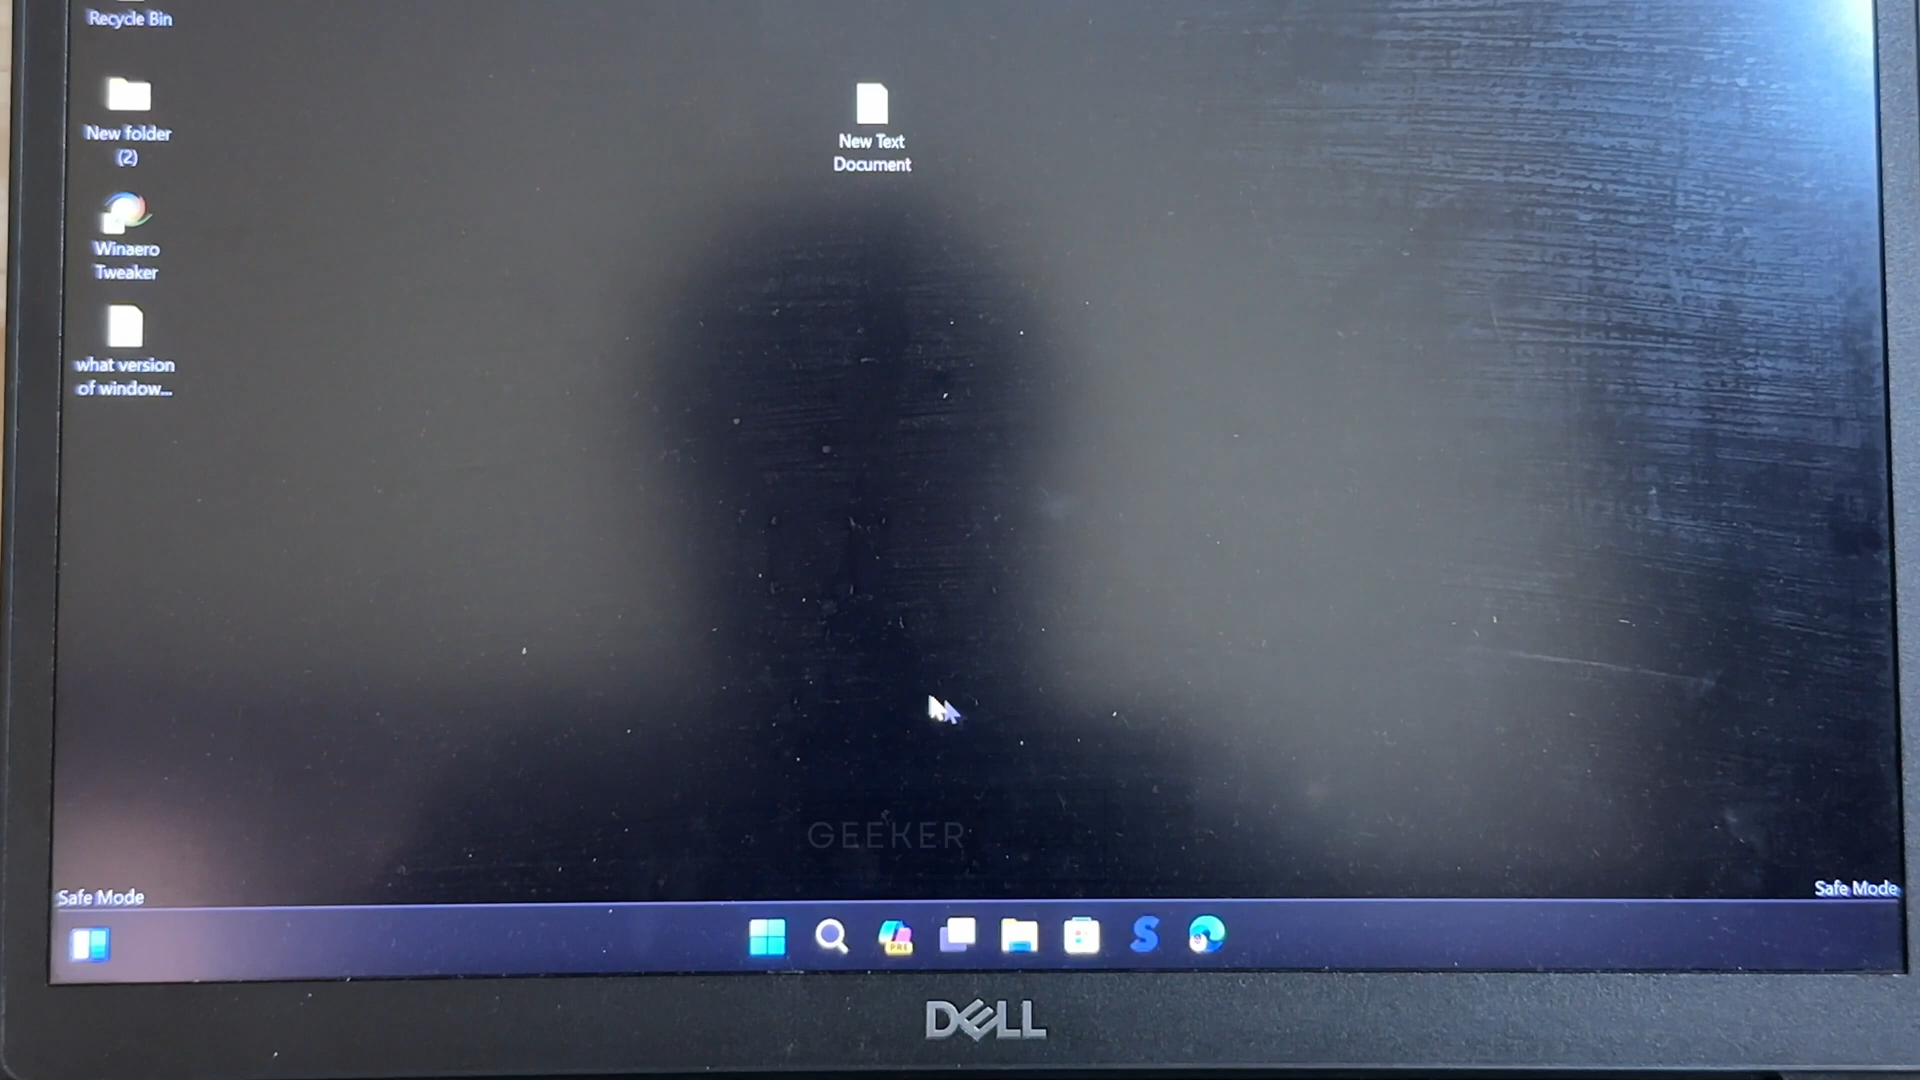 Recycle Bin
New folder
(2)
Winaero
Tweaker
what version
of window...
New Text
Document
GEEKER
Safe Mode
Safe Mode
PRE
DELL